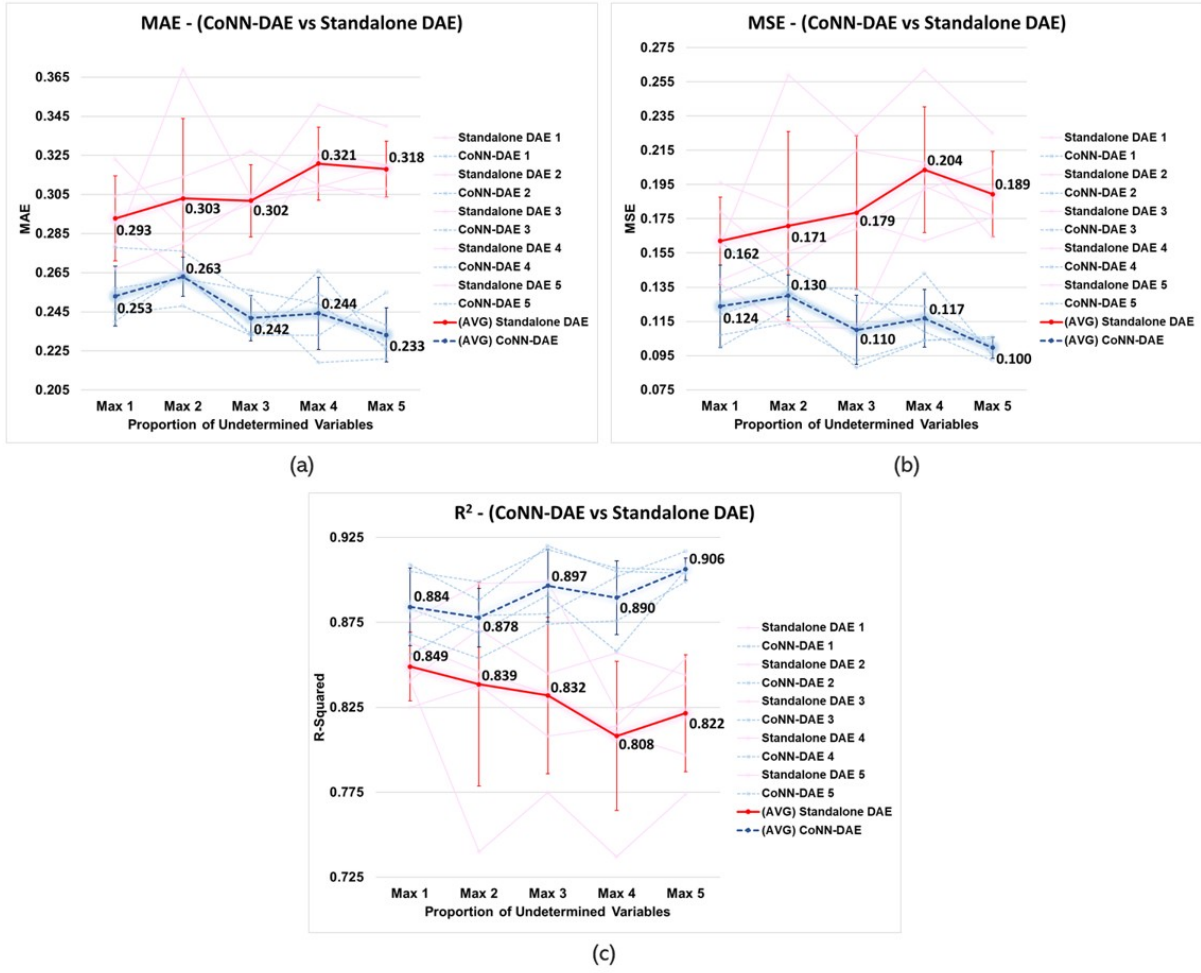 MAE - (CoNN-DAE vs Standalone DAE)
0.365
0.345
0.325
0.305
0.285
0.265
0.245
0.225
0.205
MAE
0.293
0.303
0.302
0.321
0.318
0.253
0.263
0.242
0.244
0.233
Max 1 Max 2 Max 3 Max 4 Max 5
Proportion of Undetermined Variables
Standalone DAE 1
CoNN-DAE 1
Standalone DAE 2
CoNN-DAE 2
Standalone DAE 3
CoNN-DAE 3
Standalone DAE 4
CoNN-DAE 4
Standalone DAE 5
CoNN-DAE 5
(AVG) Standalone DAE
(AVG) CoNN-DAE
(a)
MSE - (CoNN-DAE vs Standalone DAE)
0.275
0.255
0.235
0.215
0.195
0.175
0.155
0.135
0.115
0.095
0.075
MSE
0.162
0.171
0.179
0.204
0.189
0.124
0.130
0.110
0.117
0.100
Max 1 Max 2 Max 3 Max 4 Max 5
Proportion of Undetermined Variables
Standalone DAE 1
CoNN-DAE 1
Standalone DAE 2
CoNN-DAE 2
Standalone DAE 3
CoNN-DAE 3
Standalone DAE 4
CoNN-DAE 4
Standalone DAE 5
CoNN-DAE 5
(AVG) Standalone DAE
(AVG) CoNN-DAE
(b)
R² - (CoNN-DAE vs Standalone DAE)
0.925
0.875
0.825
0.775
0.725
R-Squared
0.884
0.878
0.897
0.890
0.906
0.849
0.839
0.832
0.808
0.822
Max 1 Max 2 Max 3 Max 4 Max 5
Proportion of Undetermined Variables
Standalone DAE 1
CoNN-DAE 1
Standalone DAE 2
CoNN-DAE 2
Standalone DAE 3
CoNN-DAE 3
Standalone DAE 4
CoNN-DAE 4
Standalone DAE 5
CoNN-DAE 5
(AVG) Standalone DAE
(AVG) CoNN-DAE
(c)